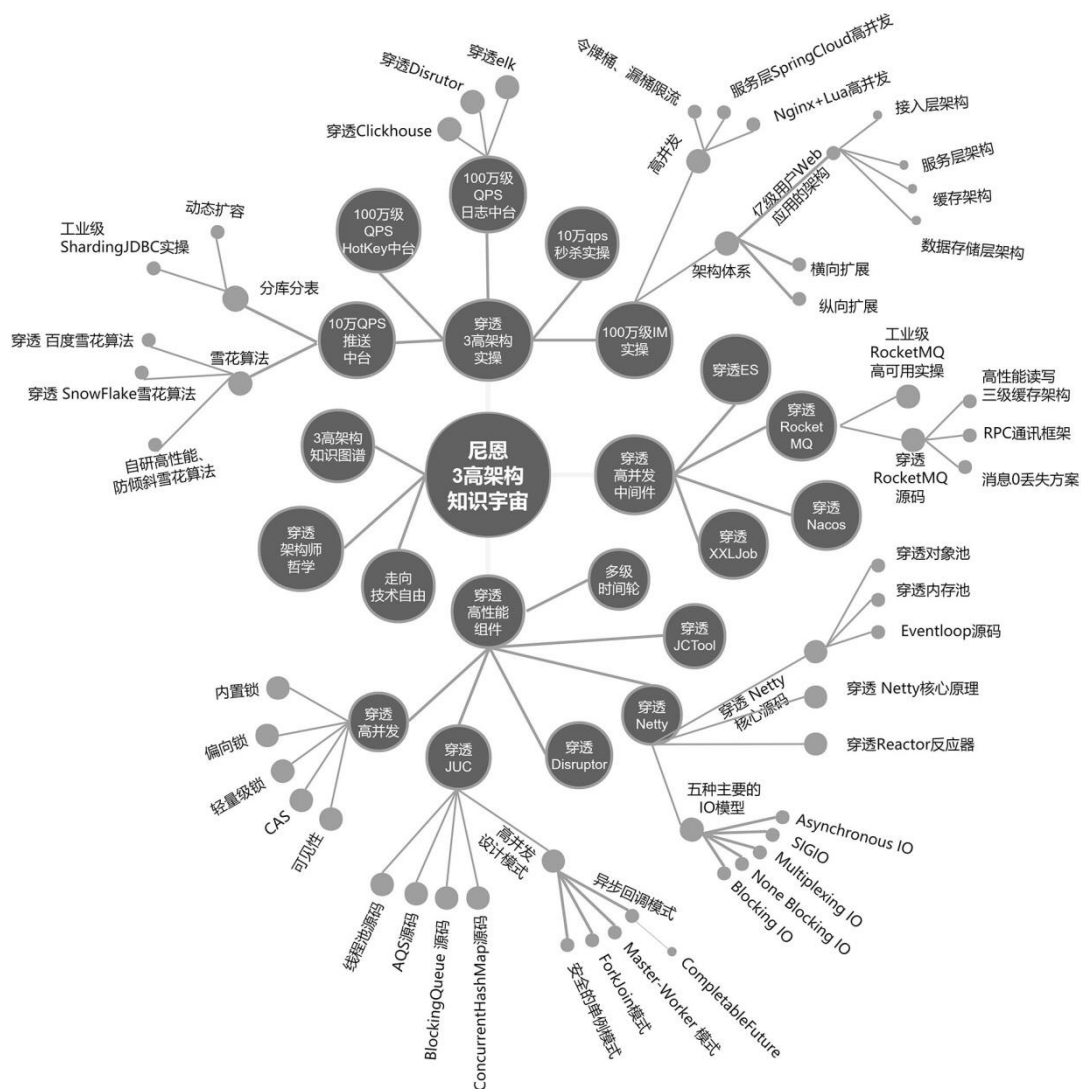 穿透elk
穿透Disrutor
穿透Clickhouse
100万级
QPS
日志中台
100万级
QPS
HotKey中台
10万qps
秒杀实操
令牌桶、漏桶限流
服务层SpringCloud高并发
Nginx+Lua高并发
高并发
亿级用户Web
应用的架构
接入层架构
服务层架构
缓存架构
数据存储层架构
架构体系
横向扩展
纵向扩展
动态扩容
工业级
ShardingJDBC实操
分库分表
10万QPS
推送
中台
穿透
3高架构
实操
100万级IM
实操
穿透 百度雪花算法
雪花算法
穿透 SnowFlake雪花算法
自研高性能、
防倾斜雪花算法
穿透ES
工业级
RocketMQ
高可用实操
穿透
Rocket
MQ
高性能读写
三级缓存架构
RPC通讯框架
消息0丢失方案
穿透
RocketMQ
源码
3高架构
知识图谱
尼恩
3高架构
知识宇宙
穿透
高并发
中间件
穿透
Nacos
穿透
XXLJob
穿透
架构师
哲学
走向
技术自由
穿透
高性能
组件
多级
时间轮
穿透
JCTool
穿透对象池
穿透内存池
Eventloop源码
穿透 Netty
核心源码
穿透 Netty核心原理
穿透Reactor反应器
穿透
Netty
内置锁
偏向锁
轻量级锁
CAS
可见性
穿透
高并发
穿透
JUC
穿透
Disruptor
五种主要的
IO模型
Asynchronous IO
SIGIO
Multiplexing IO
None Blocking IO
Blocking IO
高并发
设计模式
异步回调模式
线程池源码
AQS源码
BlockingQueue 源码
ConcurrentHashMap源码
安全的单例模式
ForkJoin模式
Master-Worker 模式
CompletableFuture